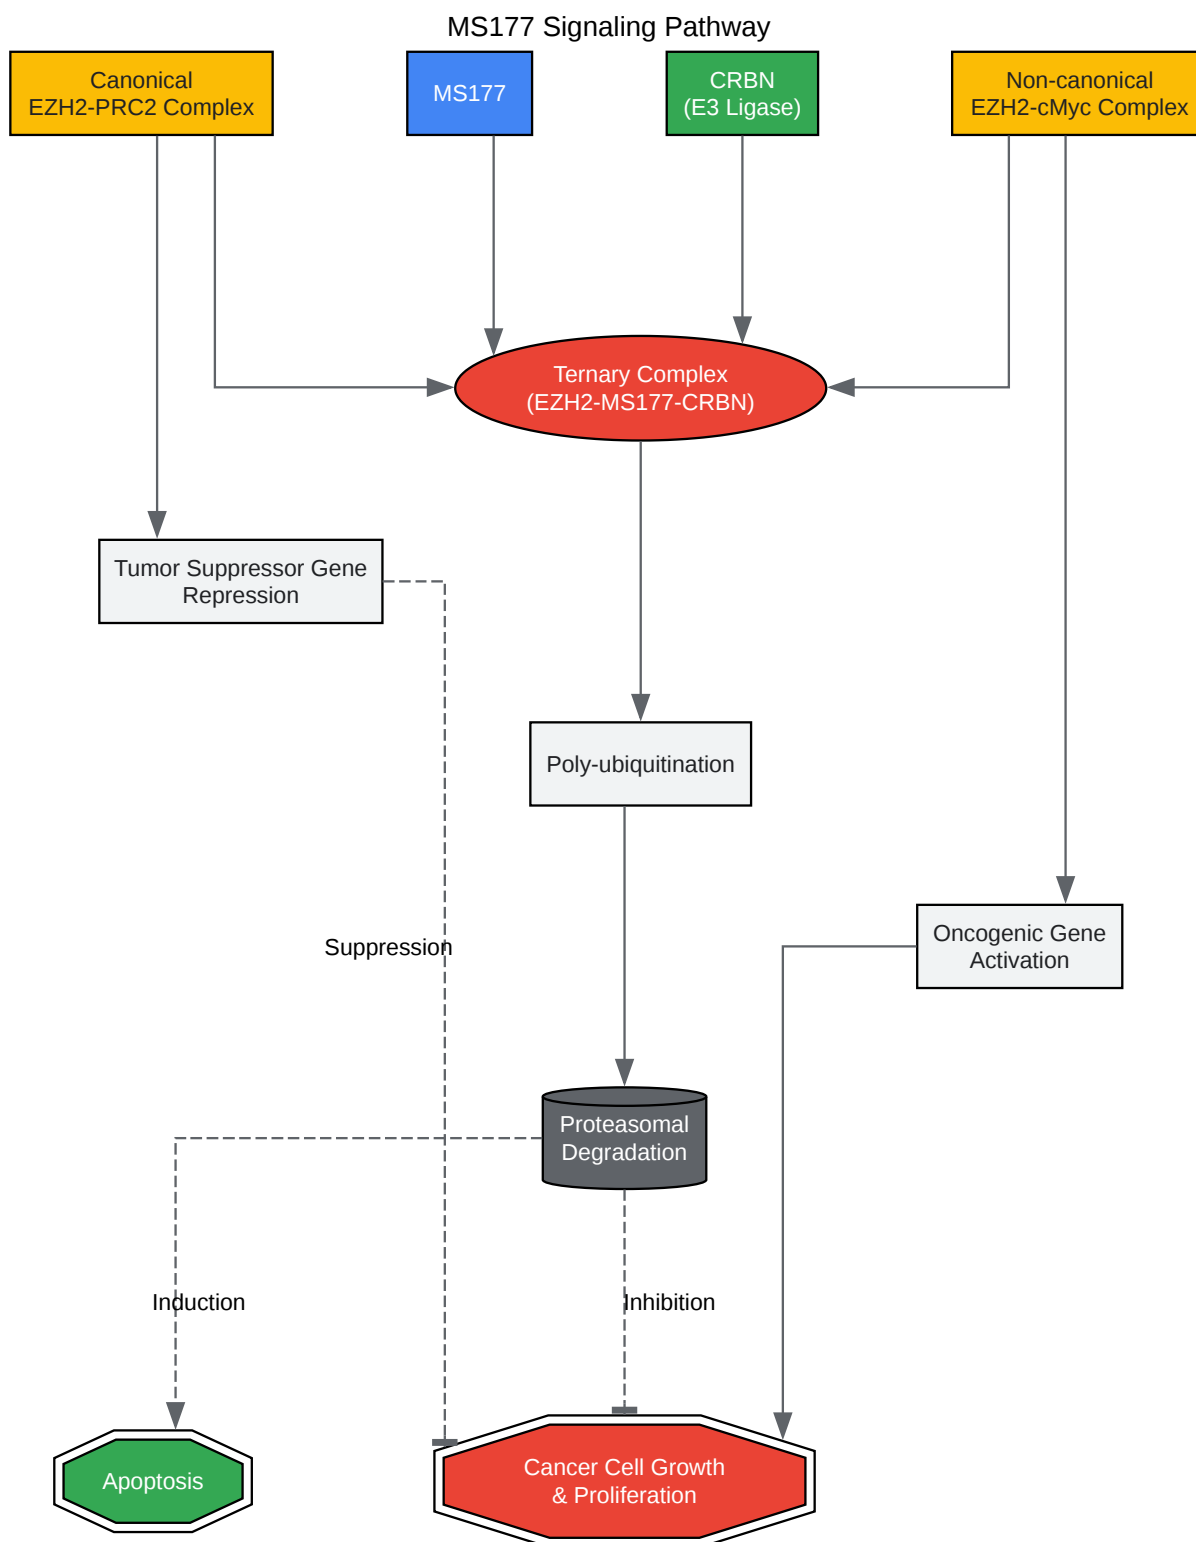 MS177 Signaling Pathway
Canonical
EZH2-PRC2 Complex
MS177
CRBN
(E3 Ligase)
Non-canonical
EZH2-cMyc Complex
Ternary Complex
(EZH2-MS177-CRBN)
Tumor Suppressor Gene
Repression
Poly-ubiquitination
Suppression
Oncogenic Gene
Activation
Proteasomal
Degradation
Induction
Inhibition
Apoptosis
Cancer Cell Growth
& Proliferation